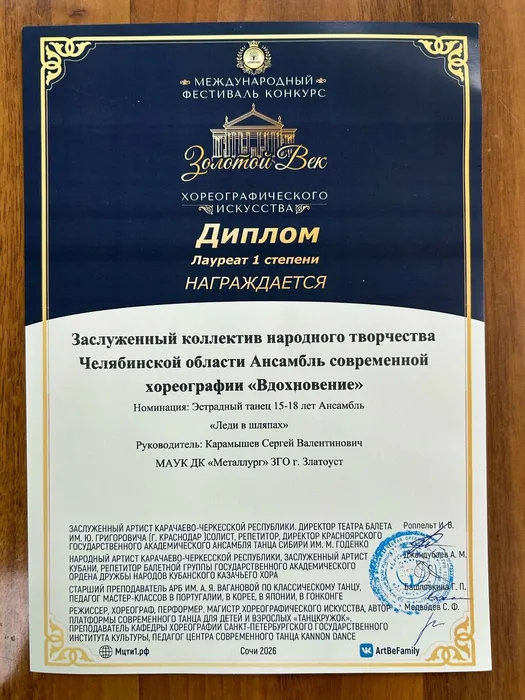 МЕЖДУНАРОДНЫЙ
ФЕСТИВАЛЬ КОНКУРС
Золотой Век
ХОРЕОГРАФИЧЕСКОГО
ИСКУССТВА
Диплом
Лауреат 1 степени
НАГРАЖДАЕТСЯ
Заслуженный коллектив народного творчества
Челябинской области Ансамбль современной
хореографии «Вдохновение»
Номинация: Эстрадный танец 15-18 лет Ансамбль
«Леди в шляпах»
Руководитель: Карамышев Сергей Валентинович
МАУК ДК «Металлург» ЗГО г. Златоуст
ЗАСЛУЖЕННЫЙ АРТИСТ КАРАЧАЕВО-ЧЕРКЕССКОЙ РЕСПУБЛИКИ. ДИРЕКТОР ТЕАТРА БАЛЕТА Роппельт И. В.
ИМ. Ю. ГРИГОРОВИЧА (Г. КРАСНОДАР )СОЛИСТ, РЕПЕТИТОР, ДИРЕКТОР КРАСНОЯРСКОГО
ГОСУДАРСТВЕННОГО АКАДЕМИЧЕСКОГО АНСАМБЛЯ ТАНЦА СИБИРИ ИМ. М. ГОДЕНКО
НАРОДНЫЙ АРТИСТ КАРАЧАЕВО-ЧЕРКЕССКОЙ РЕСПУБЛИКИ, ЗАСЛУЖЕННЫЙ АРТИСТ А. М.
КУБАНИ, РЕПЕТИТОР БАЛЕТНОЙ ГРУППЫ ГОСУДАРСТВЕННОГО АКАДЕМИЧЕСКОГО
ОРДЕНА ДРУЖБЫ НАРОДОВ КУБАНСКОГО КАЗАЧЬЕГО ХОРА
СТАРШИЙ ПРЕПОДАВАТЕЛЬ АРБ ИМ. А. Я. ВАГАНОВОЙ ПО КЛАССИЧЕСКОМУ ТАНЦУ, Г. П.
ПЕДАГОГ МАСТЕР-КЛАССОВ В ПОРТУГАЛИИ, В КОРЕЕ, В ЯПОНИИ, В ГОНКОНГЕ
РЕЖИССЕР, ХОРЕОГРАФ, ПЕРФОРМЕР. МАГИСТР ХОРЕОГРАФИЧЕСКОГО ИСКУССТВА, АВТОР Медведев С. Ф.
ПЛАТФОРМЫ СОВРЕМЕННОГО ТАНЦА ДЛЯ ДЕТЕЙ И ВЗРОСЛЫХ «ТАНЦКРУЖОК»,
ПРЕПОДАВАТЕЛЬ КАФЕДРЫ ХОРЕОГРАФИИ САНКТ-ПЕТЕРБУРГСКОГО ГОСУДАРСТВЕННОГО
ИНСТИТУТА КУЛЬТУРЫ, ПЕДАГОГ ЦЕНТРА СОВРЕМЕННОГО ТАНЦА KANNON DANCE
Мцти1.рф Сочи 2026 ArtBeFamily